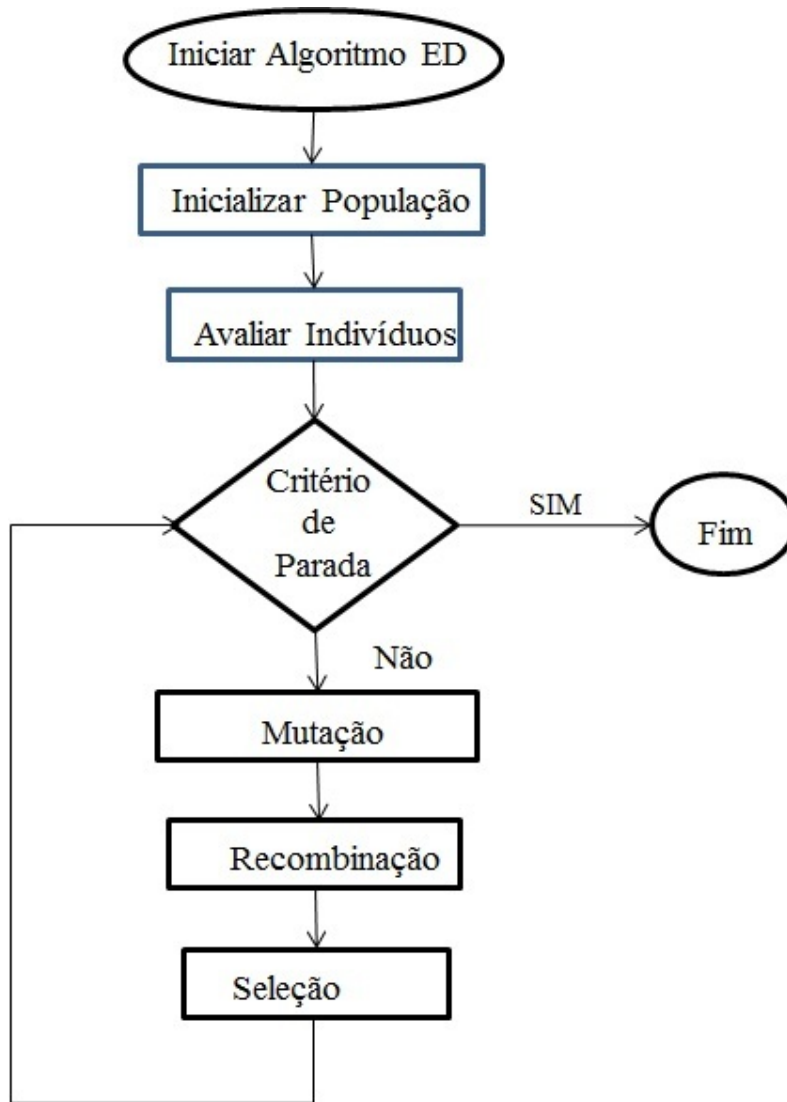 Iniciar Algoritmo ED
Inicializar População
Avaliar Indivíduos
Critério
de
Parada
SIM
Fim
Não
Mutação
Recombinação
Seleção